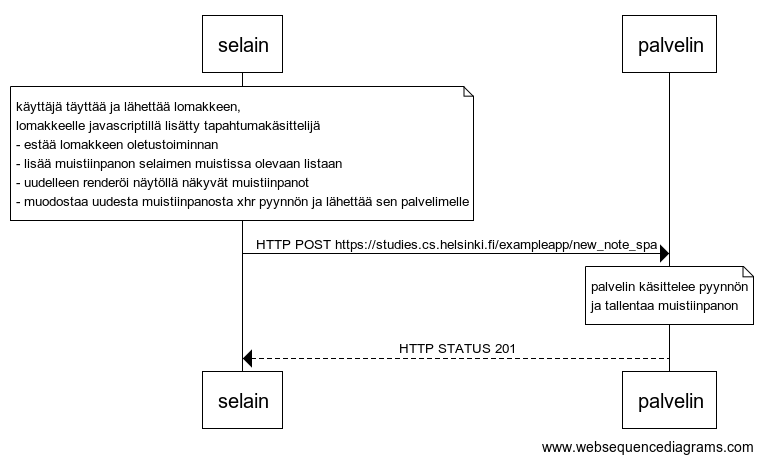 selain
palvelin
käyttäjä täyttää ja lähettää lomakkeen,
lomakkeelle javascriptillä lisätty tapahtumakäsittelijä
- estää lomakkeen oletustoiminnan
- lisää muistiinpanon selaimen muistissa olevaan listaan
- uudelleen renderöi näytöllä näkyvät muistiinpanot
- muodostaa uudesta muistiinpanosta xhr pyynnön ja lähettää sen palvelimelle
HTTP POST https://studies.cs.helsinki.fi/exampleapp/new_note_spa
palvelin käsittelee pyynnön
ja tallentaa muistiinpanon
HTTP STATUS 201
selain
palvelin
www.websequencediagrams.com